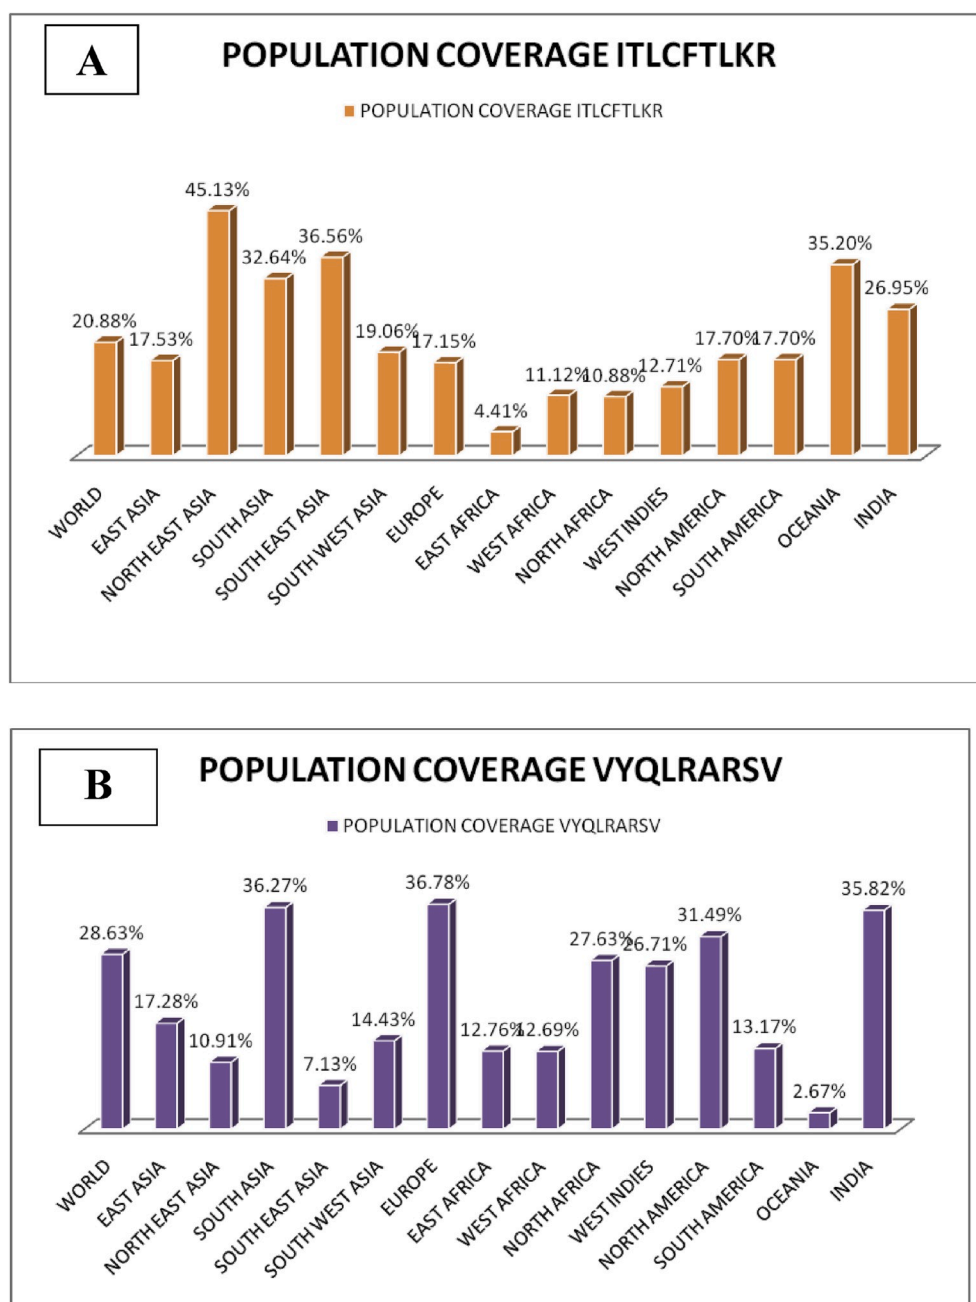 A
POPULATION COVERAGE ITLCFTLKR
POPULATION COVERAGE ITLCFTLKR
20.88%
17.53%
45.13%
32.64%
36.56%
19.06%
17.15%
4.41%
11.12%
10.88%
12.71%
17.70%
17.70%
35.20%
26.95%
WORLD
EAST ASIA
NORTH EAST ASIA
SOUTH ASIA
SOUTH EAST ASIA
SOUTH WEST ASIA
EUROPE
EAST AFRICA
WEST AFRICA
NORTH AFRICA
WEST INDIES
NORTH AMERICA
SOUTH AMERICA
OCEANIA
INDIA
B
POPULATION COVERAGE VYQLRARSV
POPULATION COVERAGE VYQLRARSV
28.63%
17.28%
10.91%
36.27%
7.13%
14.43%
36.78%
12.76%
12.69%
27.63%
26.71%
31.49%
13.17%
2.67%
35.82%
WORLD
EAST ASIA
NORTH EAST ASIA
SOUTH ASIA
SOUTH EAST ASIA
SOUTH WEST ASIA
EUROPE
EAST AFRICA
WEST AFRICA
NORTH AFRICA
WEST INDIES
NORTH AMERICA
SOUTH AMERICA
OCEANIA
INDIA